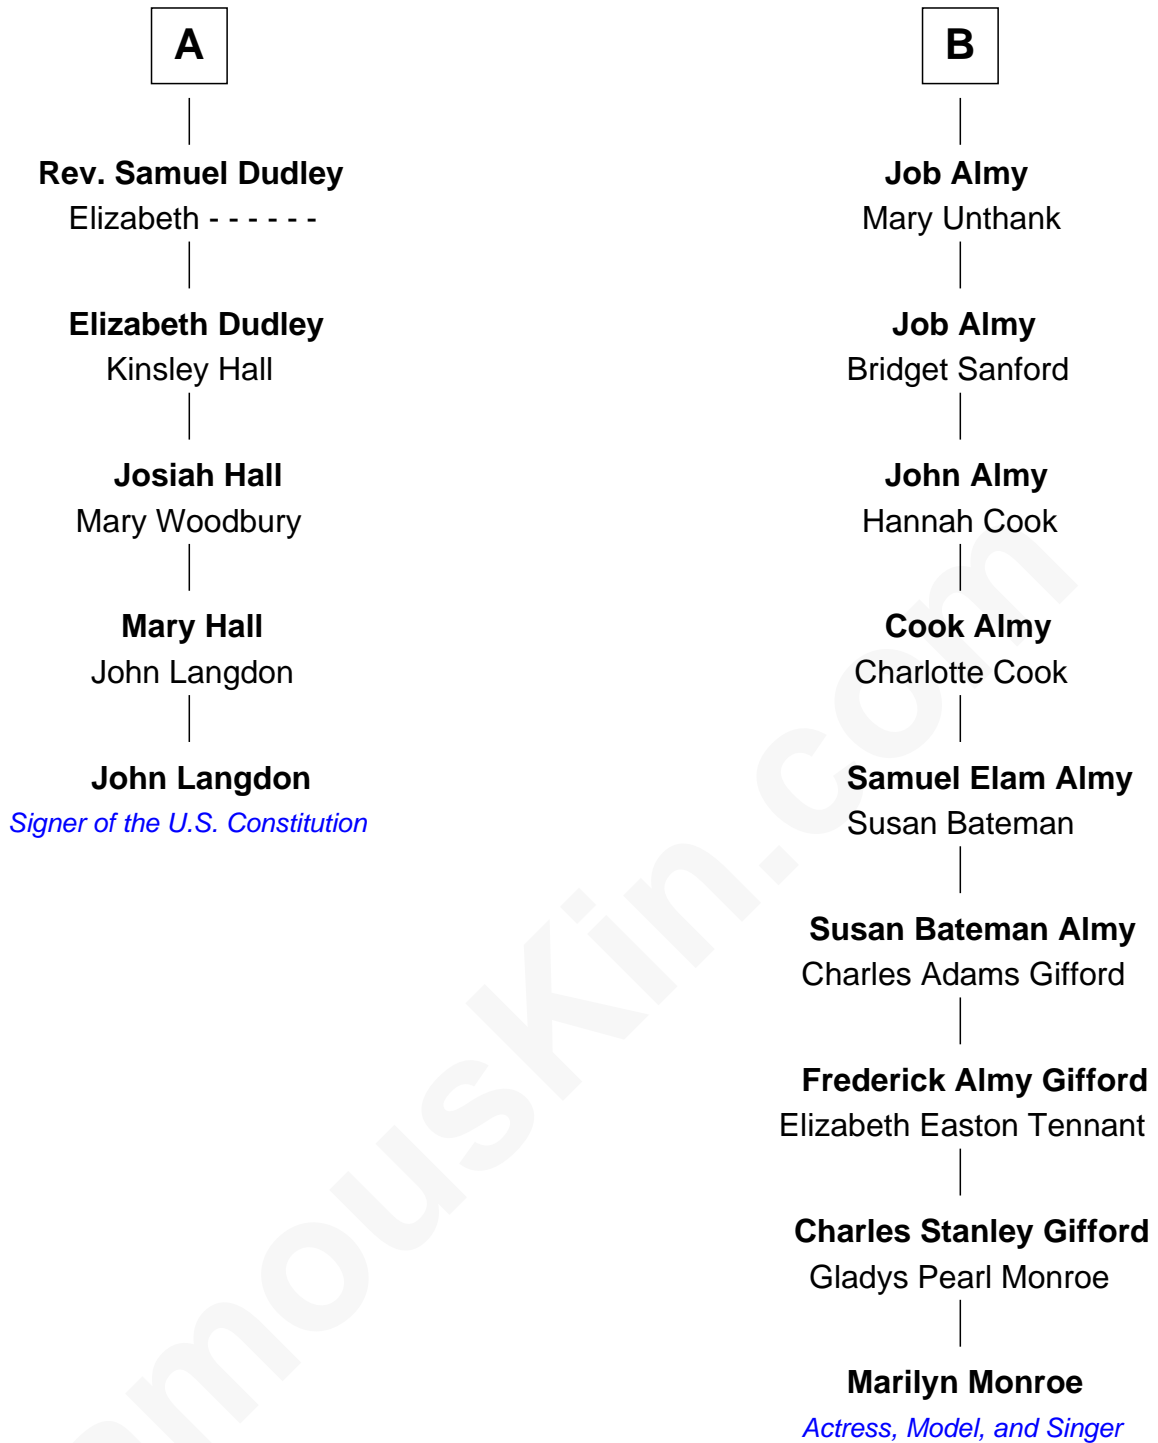 A
Rev. Samuel Dudley
Elizabeth - - - - - -
Elizabeth Dudley
Kinsley Hall
Josiah Hall
Mary Woodbury
Mary Hall
John Langdon
John Langdon
Signer of the U.S. Constitution
B
Job Almy
Mary Unthank
Job Almy
Bridget Sanford
John Almy
Hannah Cook
Cook Almy
Charlotte Cook
Samuel Elam Almy
Susan Bateman
Susan Bateman Almy
Charles Adams Gifford
Frederick Almy Gifford
Elizabeth Easton Tennant
Charles Stanley Gifford
Gladys Pearl Monroe
Marilyn Monroe
Actress, Model, and Singer
amousKin.com